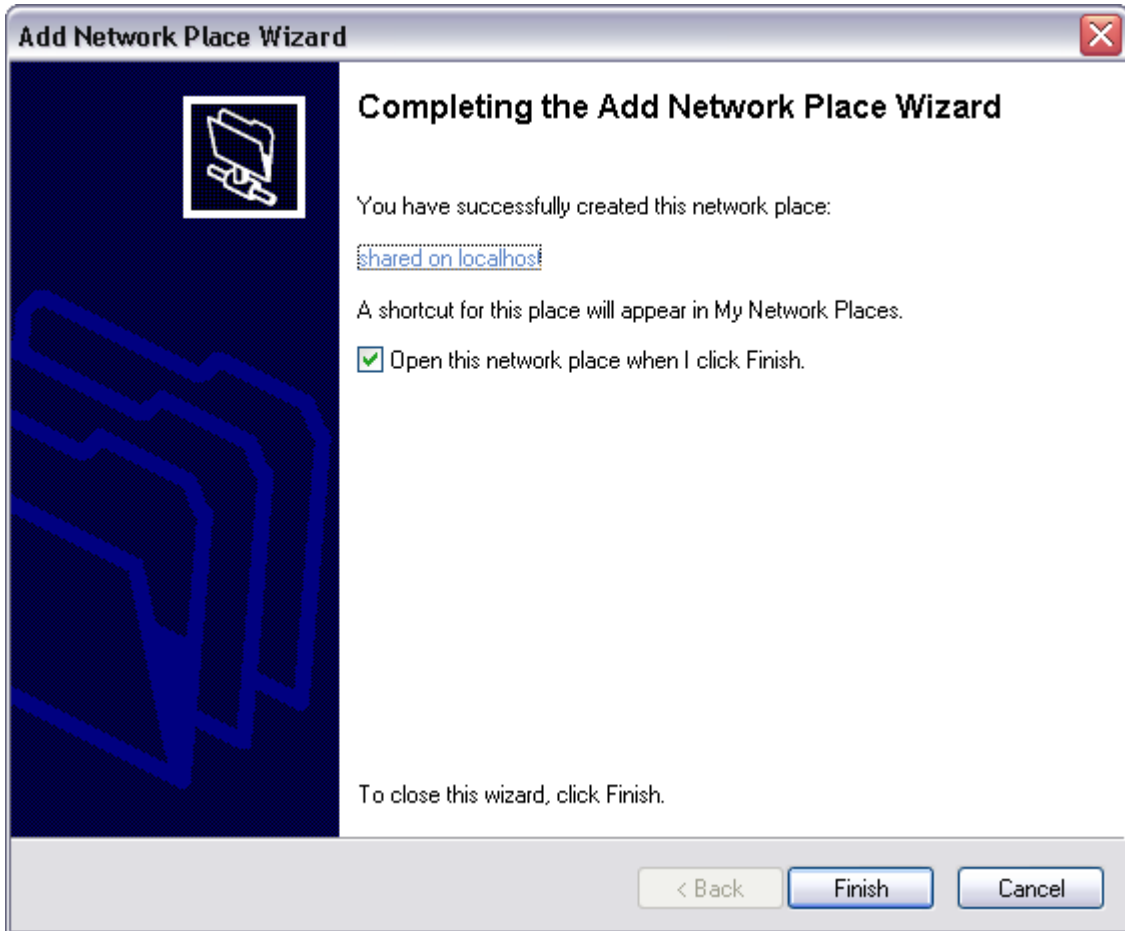 Add Network Place Wizard
Completing the Add Network Place Wizard
You have successfully created this network place:
shared on localhost
A shortcut for this place will appear in My Network Places.
Open this network place when I click Finish.
To close this wizard, click Finish.
< Back Finish Cancel